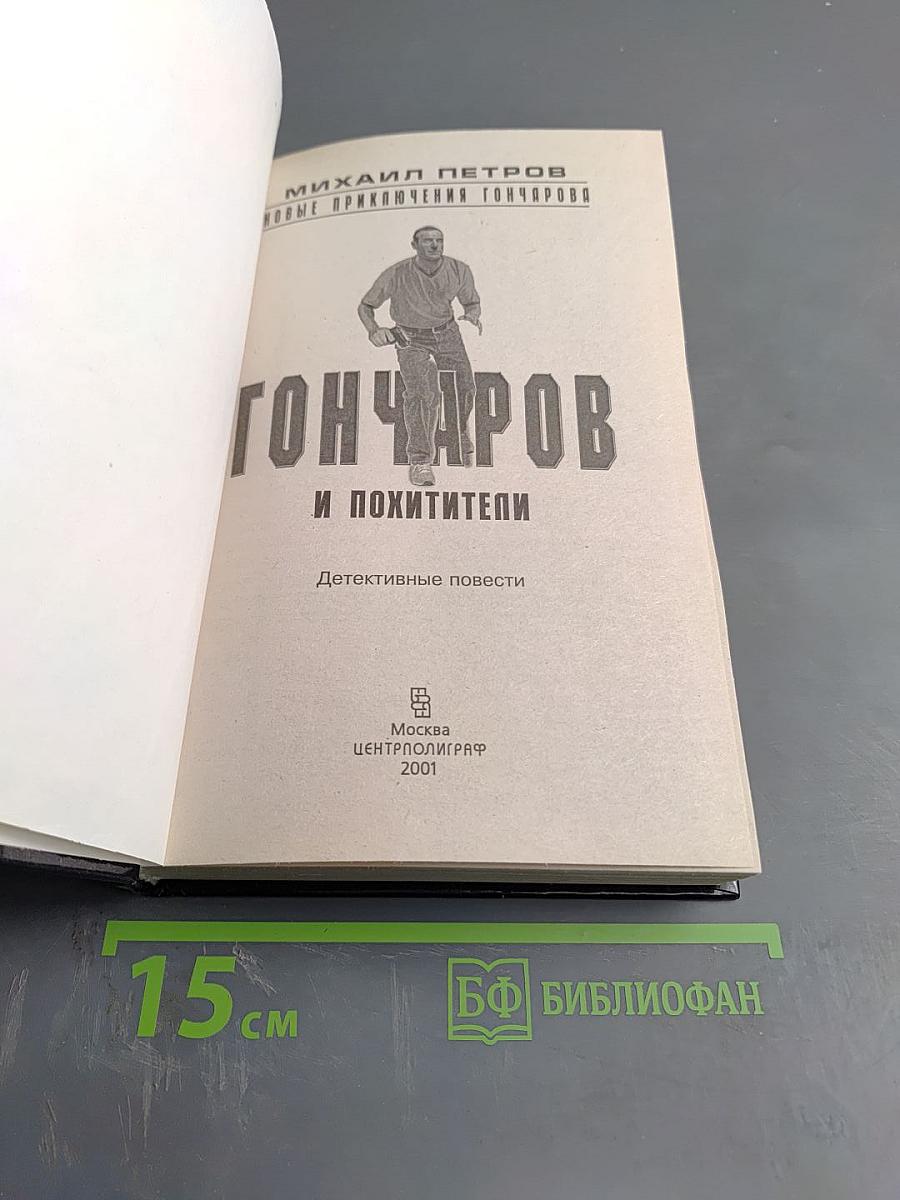 МИХАИЛ ПЕТРОВ
НОВЫЕ ПРИКЛЮЧЕНИЯ ГОНЧАРОВА
ГОНЧАРОВ
И ПОХИТИТЕЛИ
Детективные повести
Москва
ЦЕНТРПОЛИГРАФ
2001
15 см
БФ БИБЛИОФАН